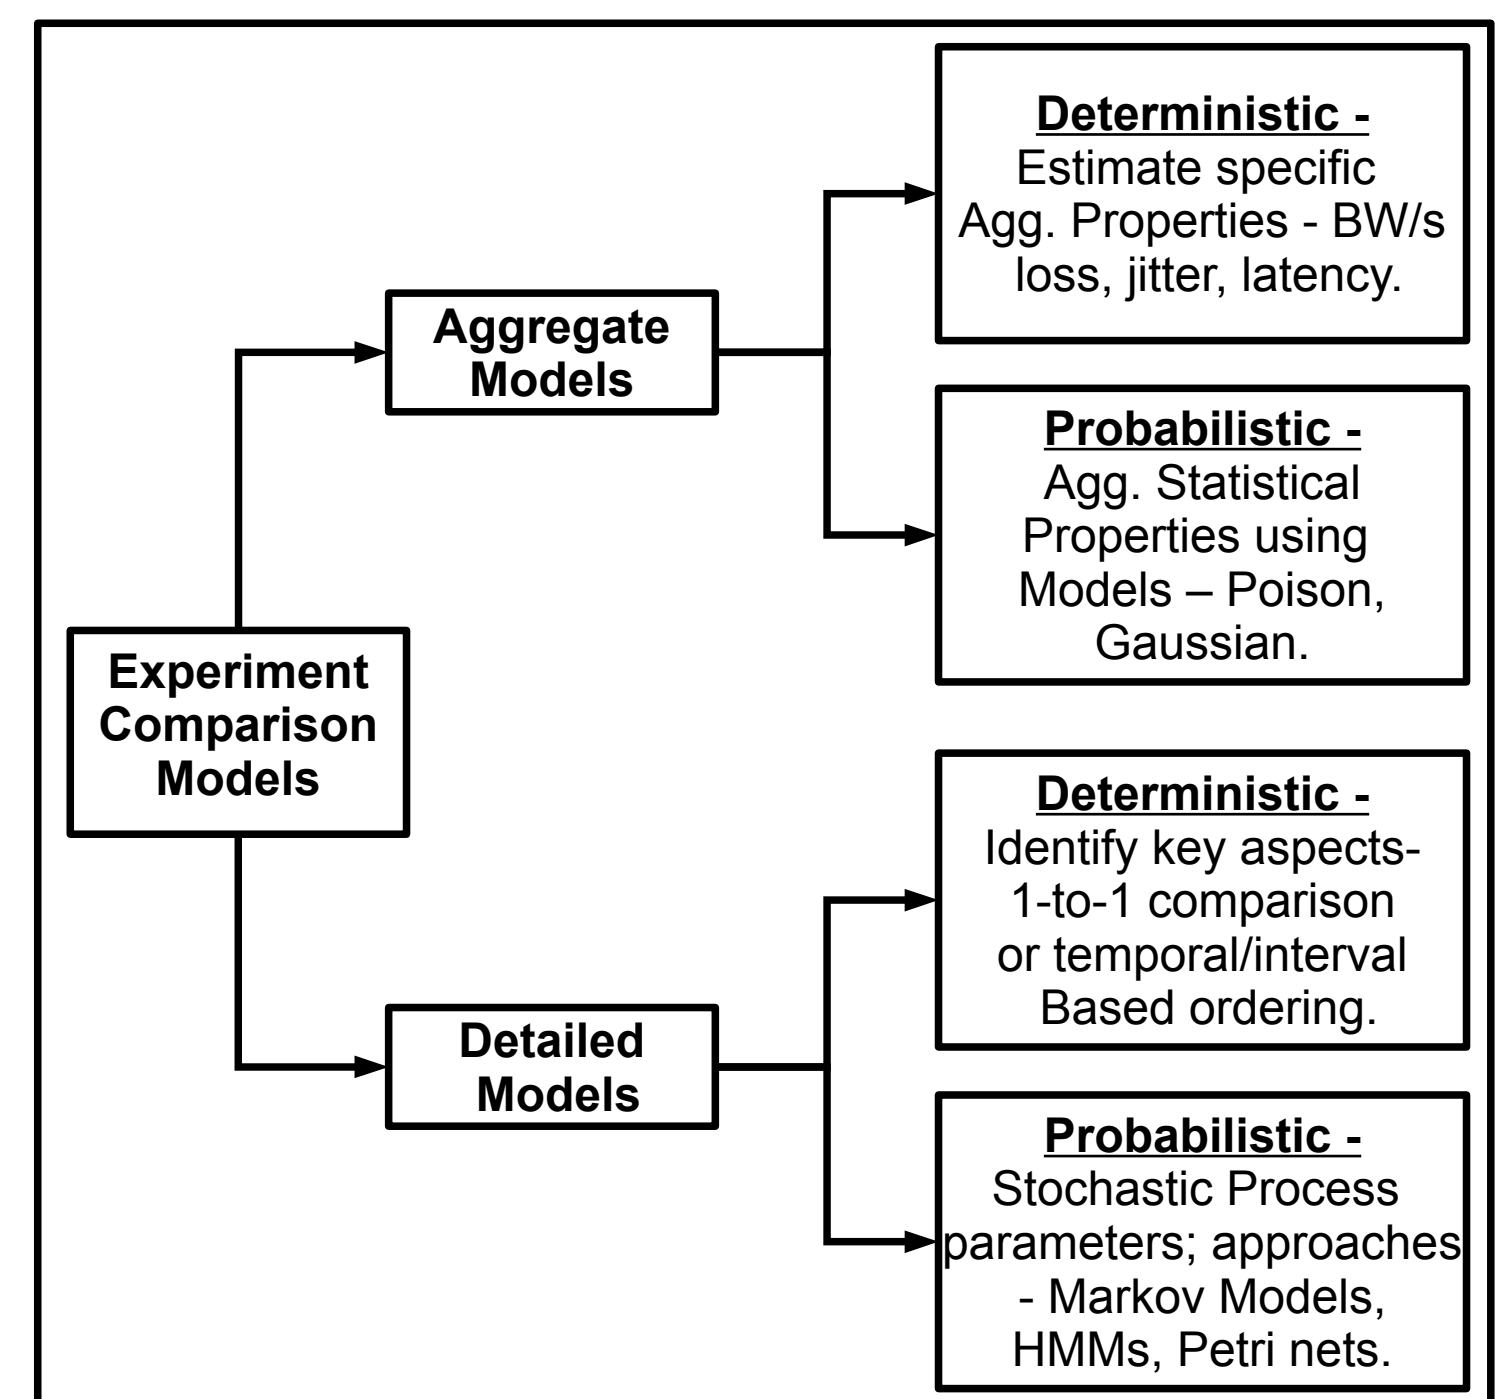 Experiment
Comparison
Models
Aggregate
Models
Deterministic -
Estimate specific
Agg. Properties - BW/s
loss, jitter, latency.
Probabilistic -
Agg. Statistical
Properties using
Models – Poison,
Gaussian.
Detailed
Models
Deterministic -
Identify key aspects-
1-to-1 comparison
or temporal/interval
Based ordering.
Probabilistic -
Stochastic Process
parameters; approaches
- Markov Models,
HMMs, Petri nets.